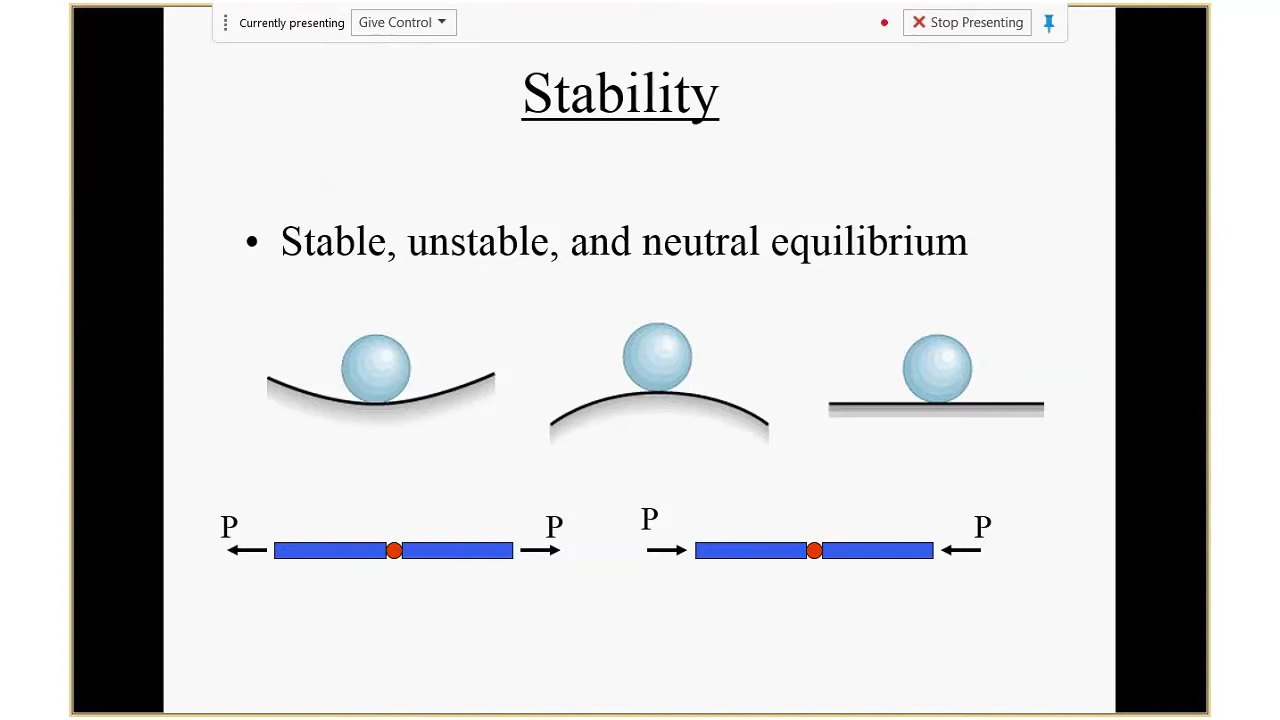 Currently presenting Give Control Stop Presenting
Stability
• Stable, unstable, and neutral equilibrium
P P P P